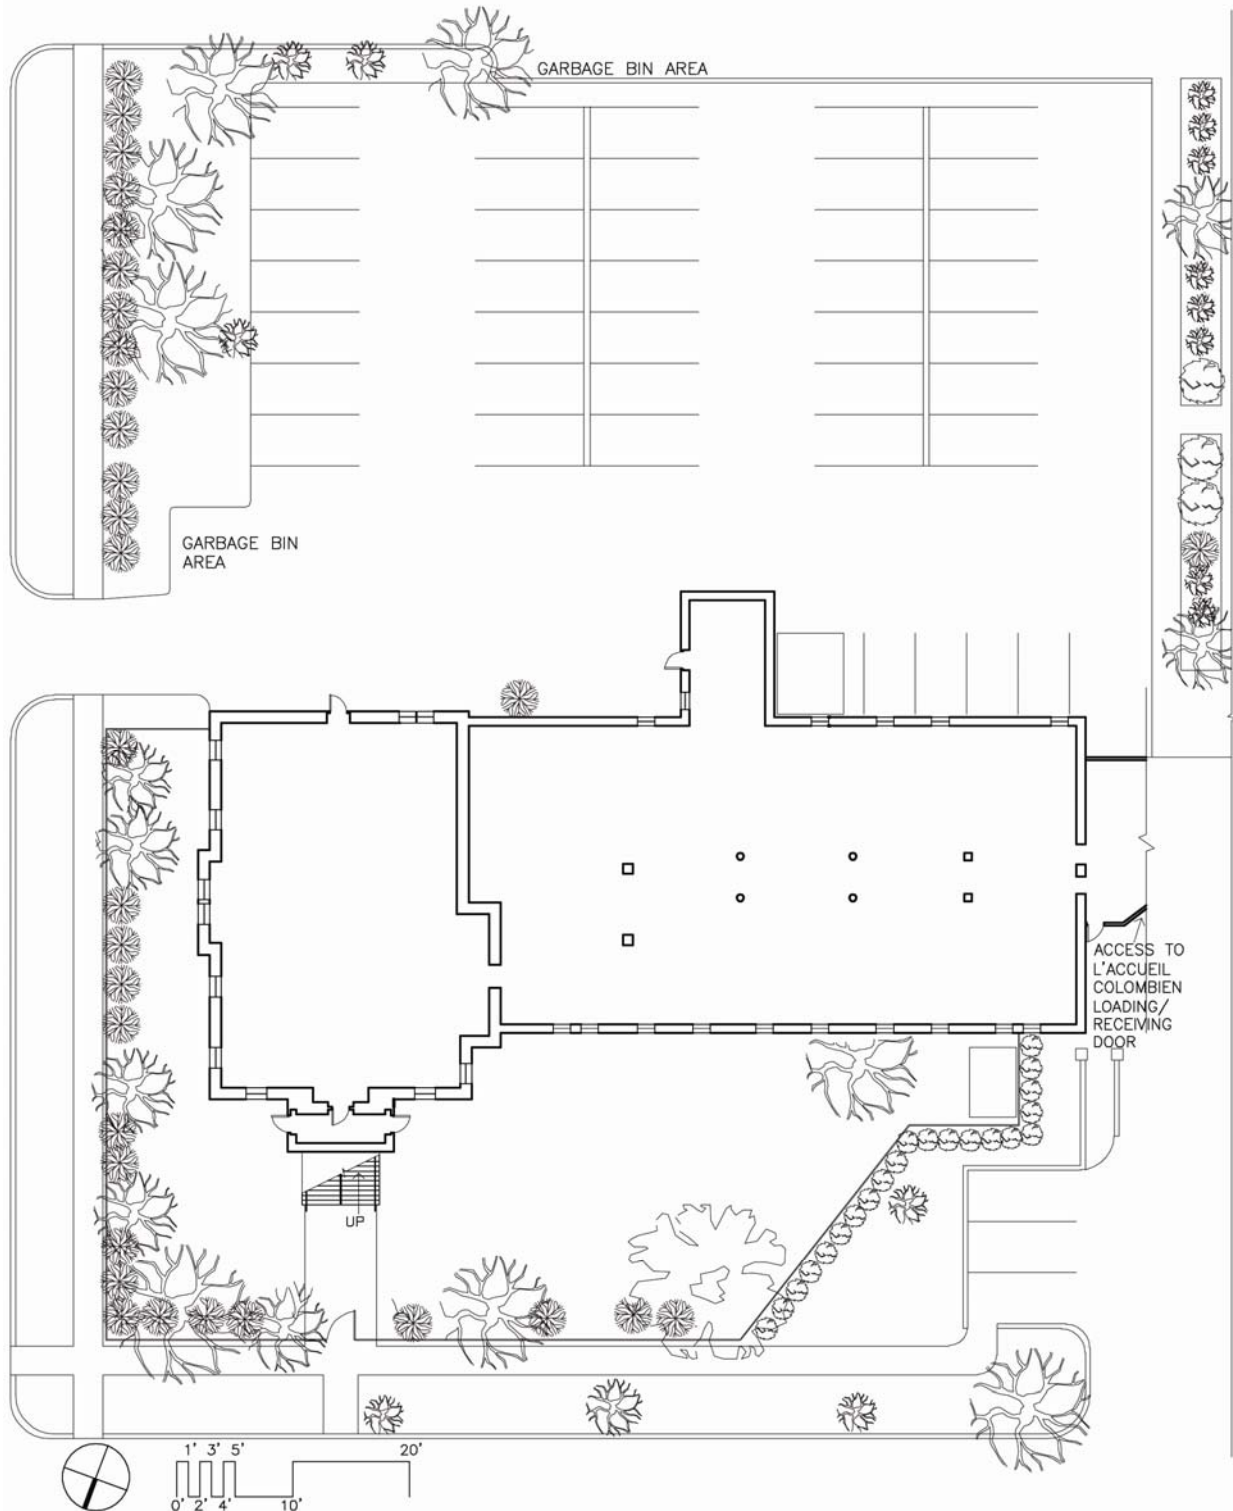 GARBAGE BIN AREA
GARBAGE BIN
AREA
ACCESS TO
L'ACCUEIL
COLOMBIEN
LOADING/
RECEIVING
DOOR
UP
1' 3' 5' 20'
0' 2' 4' 10'